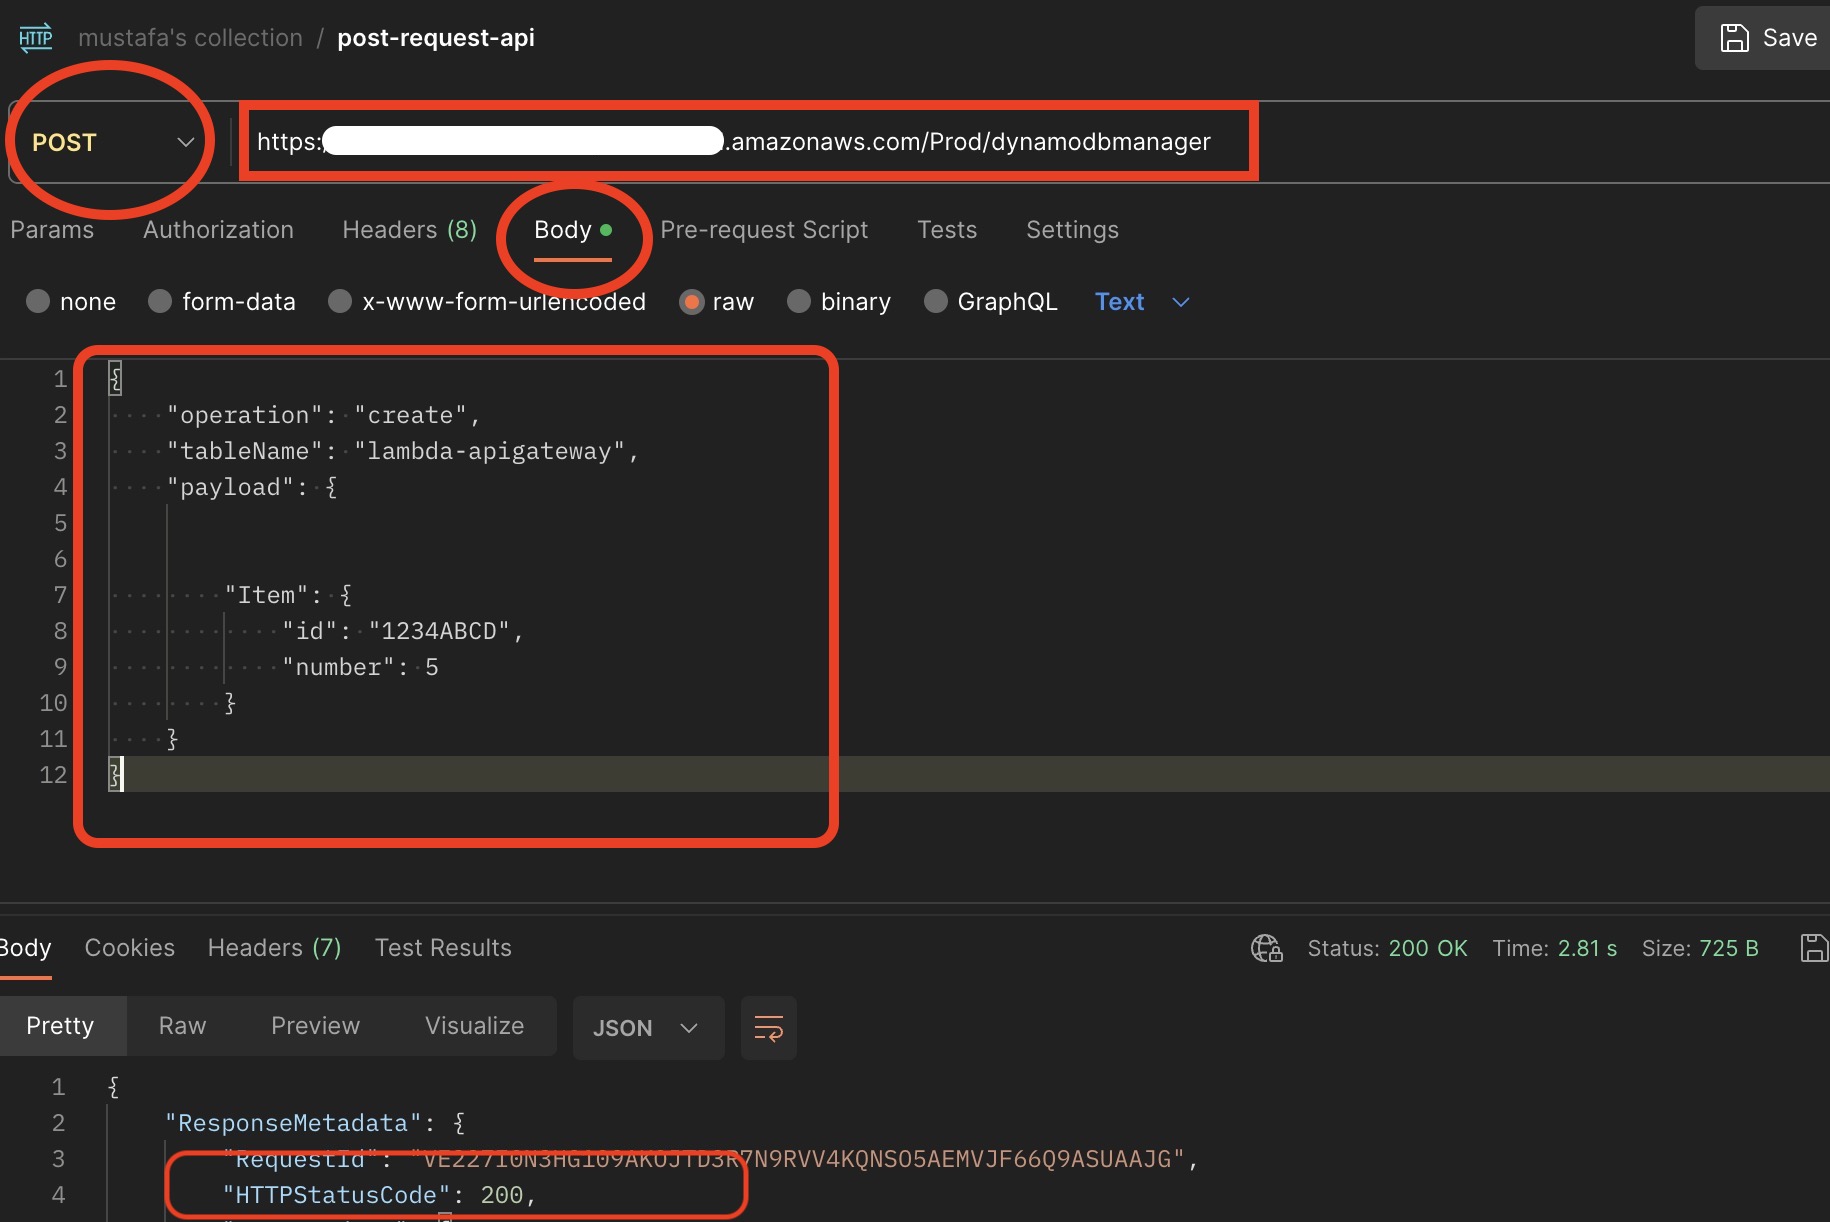 HTTP mustafa's collection / post-request-api Save
POST https: .amazonaws.com/Prod/dynamodbmanager
Params Authorization Headers (8) Body Pre-request Script Tests Settings
none form-data x-www-form-urlencoded raw binary GraphQL Text
1 {
2 "operation": "create",
3 "tableName": "lambda-apigateway",
4 "payload": {
5
6
7 "Item": {
8 "id": "1234ABCD",
9 "number": 5
10 }
11 }
12 }
Body Cookies Headers (7) Test Results Status: 200 OK Time: 2.81 s Size: 725 B
Pretty Raw Preview Visualize JSON
1 {
2 "ResponseMetadata": {
3 "RequestId":
4 "HTTPStatusCode": 200,